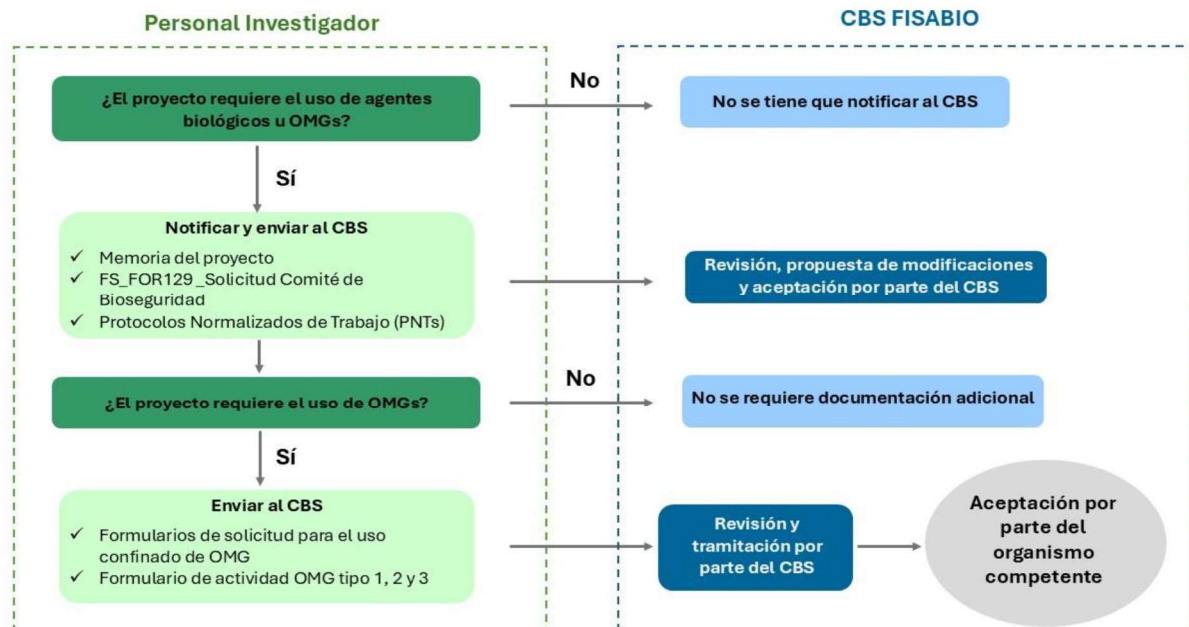 Personal Investigador
CBS FISABIO
¿El proyecto requiere el uso de agentes
biológicos u OMGs?
No
No se tiene que notificar al CBS
Sí
Notificar y enviar al CBS
✓ Memoria del proyecto
✓ FS_FOR129_Solicitud Comité de
Bioseguridad
✓ Protocolos Normalizados de Trabajo (PNTs)
Revisión, propuesta de modificaciones
y aceptación por parte del CBS
¿El proyecto requiere el uso de OMGs?
No
No se requiere documentación adicional
Sí
Enviar al CBS
✓ Formularios de solicitud para el uso
confinado de OMG
✓ Formulario de actividad OMG tipo 1, 2 y 3
Revisión y
tramitación por
parte del CBS
Aceptación por
parte del
organismo
competente